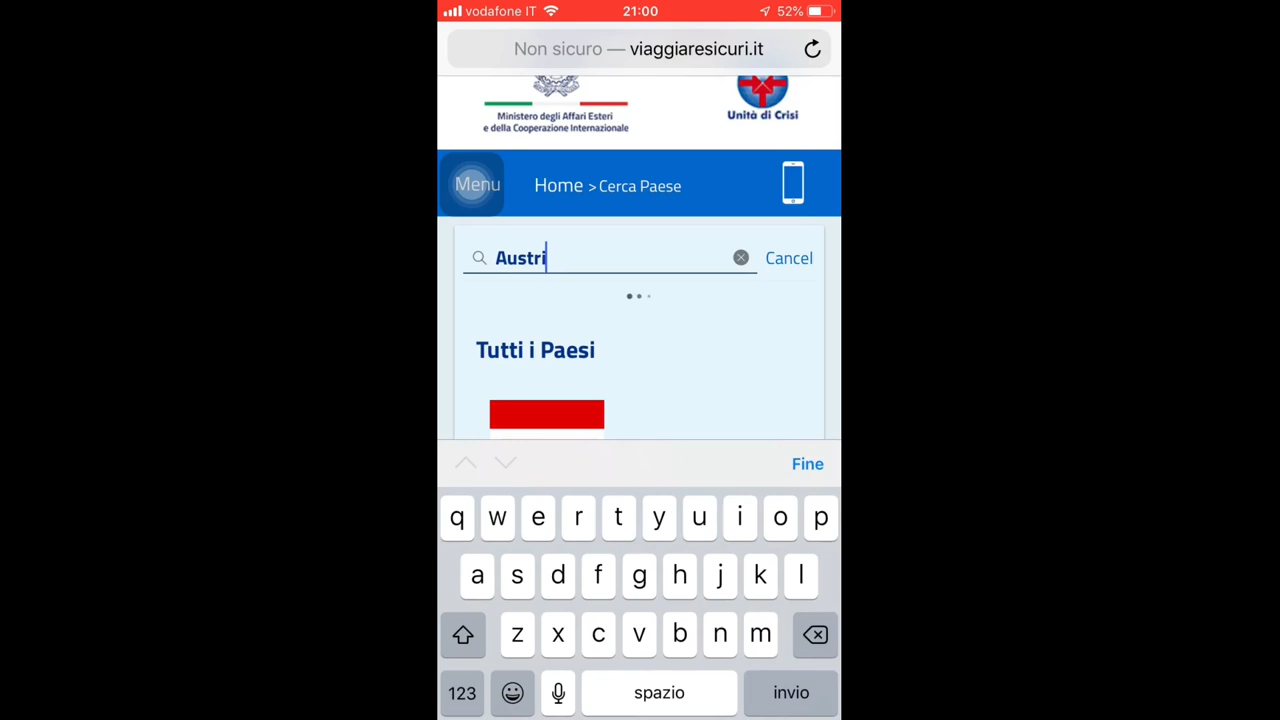 vodafone IT 21:00 52%
Non sicuro — viaggiaresicuri.it
Ministero degli Affari Esteri
e della Cooperazione Internazionale
Unità di Crisi
Menu Home > Cerca Paese
Austri Cancel
Tutti i Paesi
Fine
q w e r t y u i o p
a s d f g h j k l
z x c v b n m
123 spazio invio